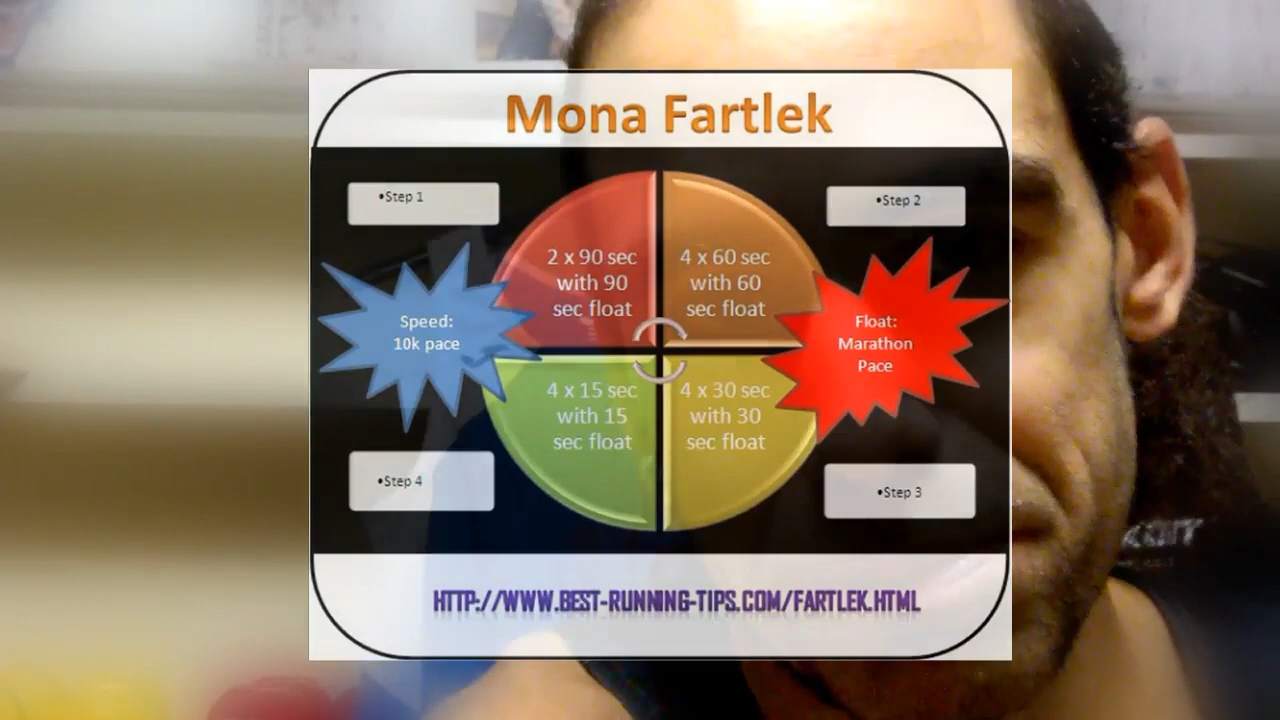 Mona Fartlek
•Step 1
•Step 2
2 x 90 sec
with 90
sec float
4 x 60 sec
with 60
sec float
Speed:
10k pace
Float:
Marathon
Pace
4 x 15 sec
with 15
sec float
4 x 30 sec
with 30
sec float
•Step 4
•Step 3
HTTP://WWW.BEST-RUNNING-TIPS.COM/FARTLEK.HTML